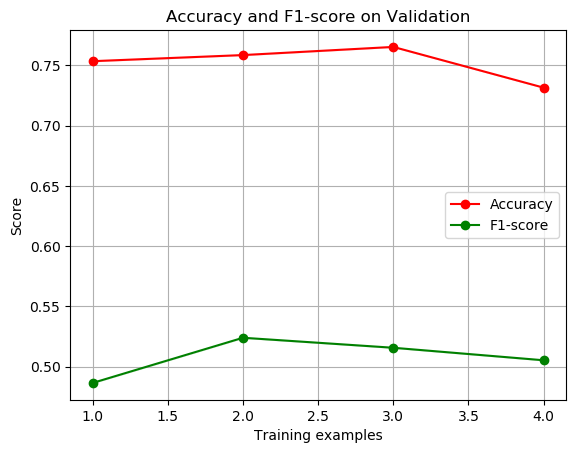 Accuracy and F1-score on Validation
Score
0.75
0.70
0.65
0.60
0.55
0.50
Accuracy
F1-score
1.0 1.5 2.0 2.5 3.0 3.5 4.0
Training examples